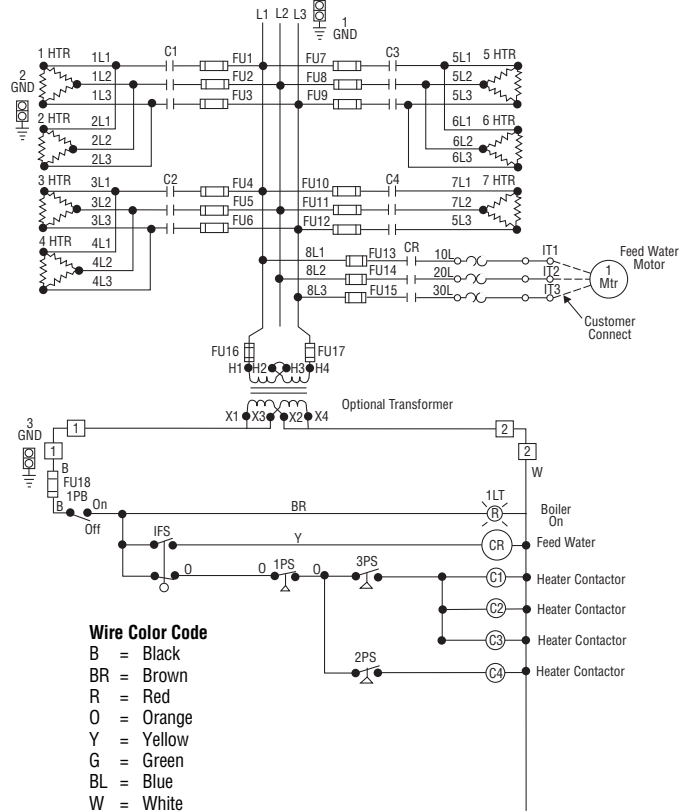 L1 L2 L3
1
GND
1 HTR 1L1 C1 FU1 FU7 C3 5L1 5 HTR
2
GND
1L2 FU2 FU8 5L2
1L3 FU3 FU9 5L3
2 HTR 2L1 6L1 6 HTR
2L2 6L2
2L3 6L3
3 HTR 3L1 C2 FU4 FU10 C4 7L1 7 HTR
3L2 FU5 FU11 7L2
3L3 FU6 FU12 5L3
4 HTR 4L1
4L2
4L3
8L1 FU13 CR 10L IT1
8L2 FU14 20L IT2
8L3 FU15 30L IT3
1
Mtr
Feed Water
Motor
Customer
Connect
FU16 FU17
H1 H2 H3 H4
X1 X3 X2 X4
Optional Transformer
3
GND
1 2
1 2
B W
FU18
1PB
B On
Off
BR
1LT
R
Boiler
On
IFS
Y
CR
Feed Water
O O 1PS O 3PS
C1 Heater Contactor
C2 Heater Contactor
C3 Heater Contactor
2PS
C4 Heater Contactor
Wire Color Code
B = Black
BR = Brown
R = Red
O = Orange
Y = Yellow
G = Green
BL = Blue
W = White